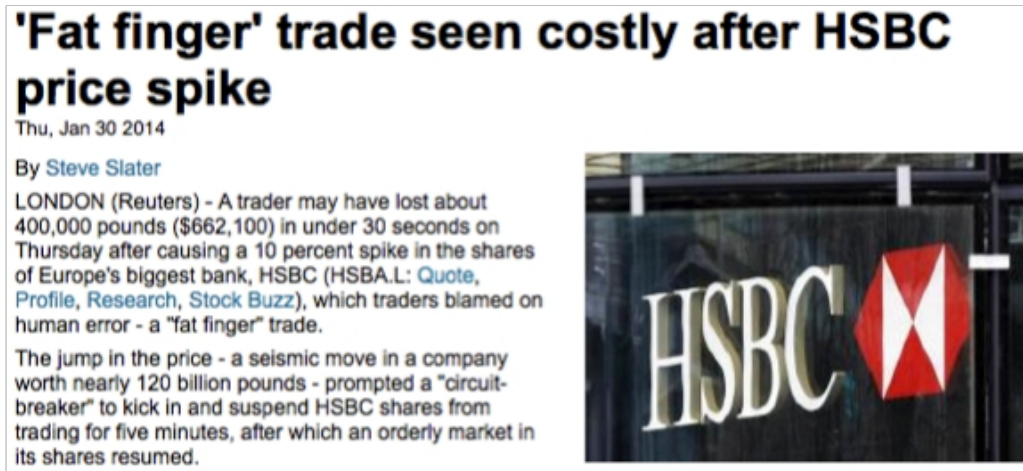 'Fat finger' trade seen costly after HSBC
price spike
Thu, Jan 30 2014
By Steve Slater
LONDON (Reuters) - A trader may have lost about
400,000 pounds ($662,100) in under 30 seconds on
Thursday after causing a 10 percent spike in the shares
of Europe's biggest bank, HSBC (HSBA.L: Quote,
Profile, Research, Stock Buzz), which traders blamed on
human error - a "fat finger" trade.
The jump in the price - a seismic move in a company
worth nearly 120 billion pounds - prompted a "circuit-
breaker" to kick in and suspend HSBC shares from
trading for five minutes, after which an orderly market in
its shares resumed.
HSBC